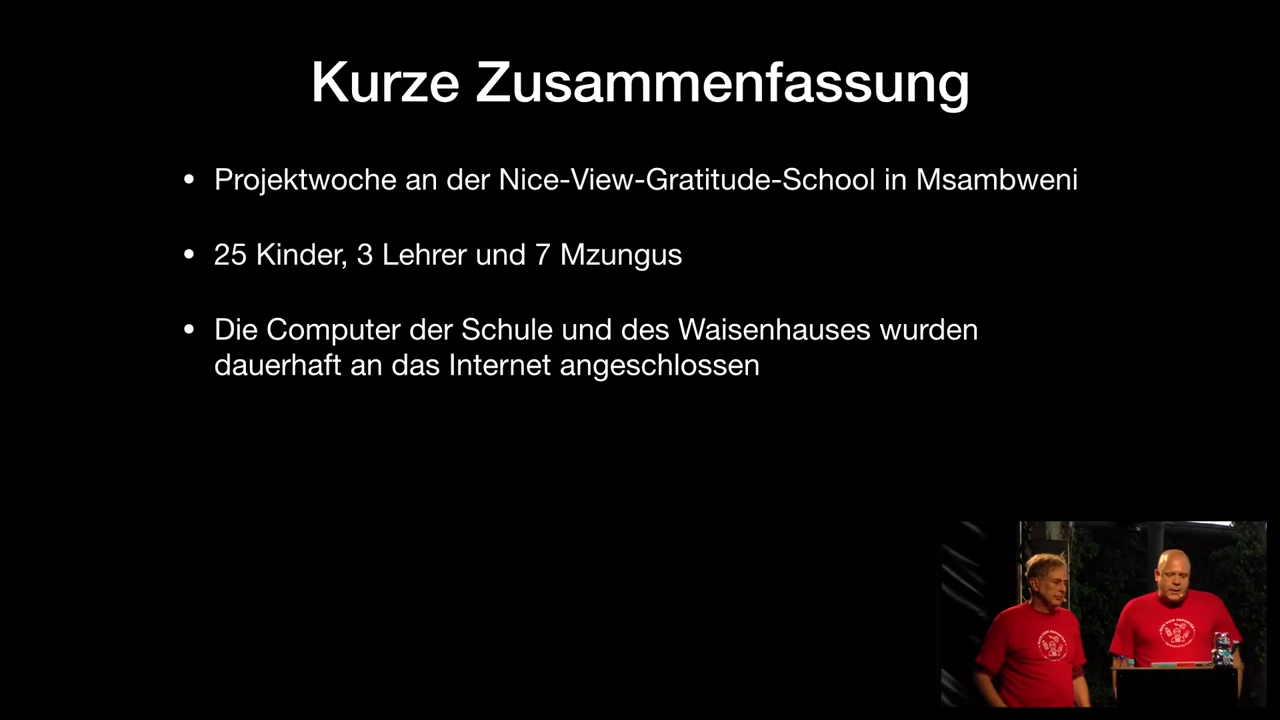 Kurze Zusammenfassung
• Projektwoche an der Nice-View-Gratitude-School in Msambweni
• 25 Kinder, 3 Lehrer und 7 Mzungus
• Die Computer der Schule und des Waisenhauses wurden
dauerhaft an das Internet angeschlossen